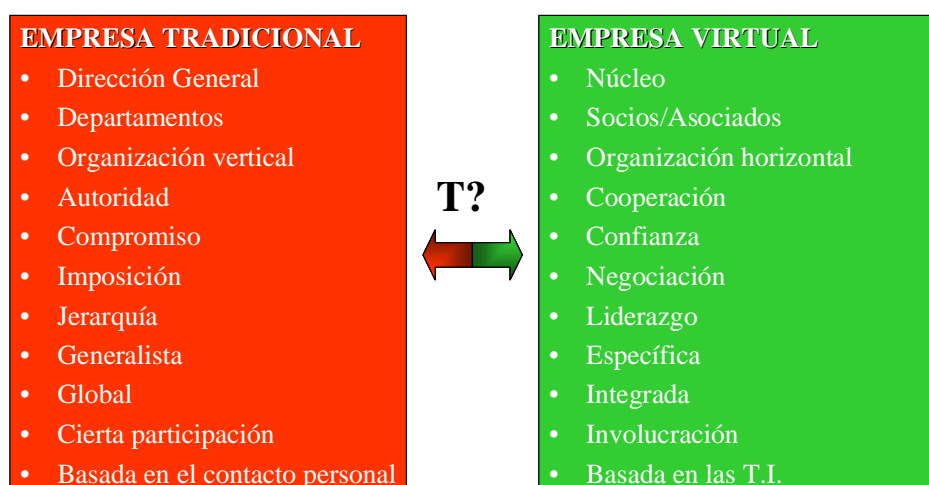 EMPRESA TRADICIONAL
• Dirección General
• Departamentos
• Organización vertical
• Autoridad
• Compromiso
• Imposición
• Jerarquía
• Generalista
• Global
• Cierta participación
• Basada en el contacto personal
T?
EMPRESA VIRTUAL
• Núcleo
• Socios/Asociados
• Organización horizontal
• Cooperación
• Confianza
• Negociación
• Liderazgo
• Específica
• Integrada
• Involucración
• Basada en las T.I.